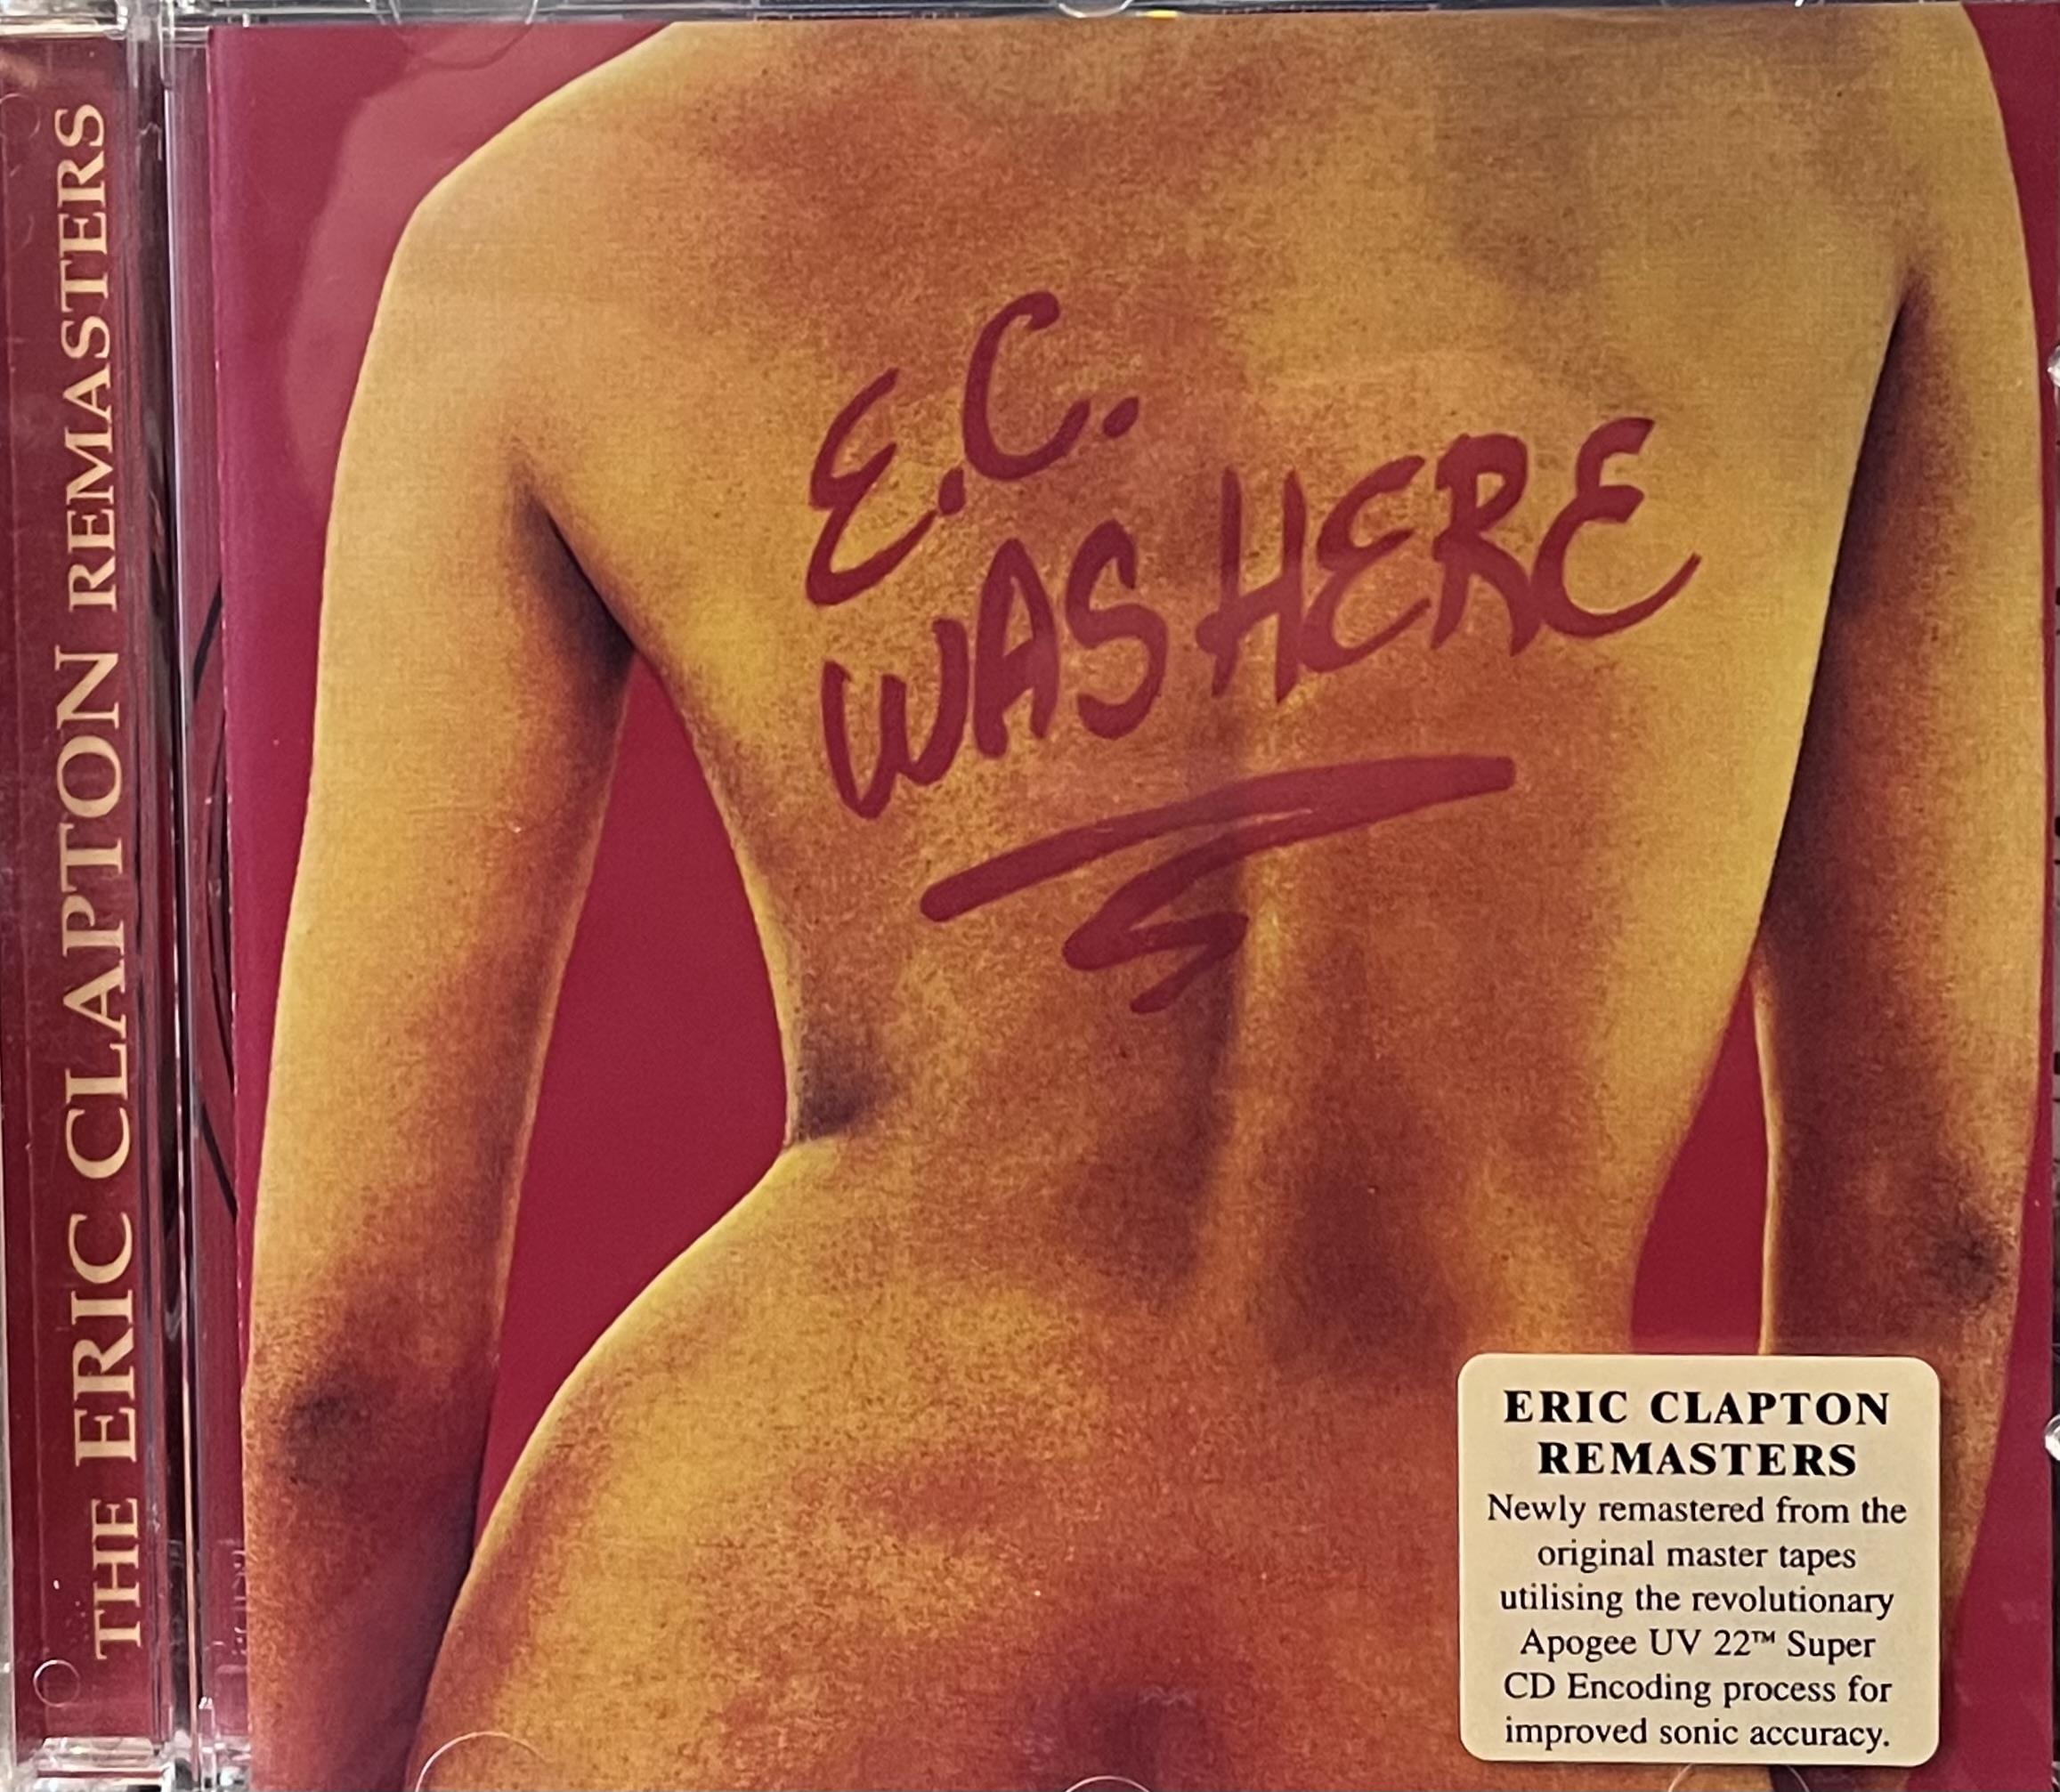 THE ERIC CLAPTON REMASTERS
E.C.
WAS HERE
ERIC CLAPTON
REMASTERS
Newly remastered from the
original master tapes
utilising the revolutionary
Apogee UV 22™ Super
CD Encoding process for
improved sonic accuracy.